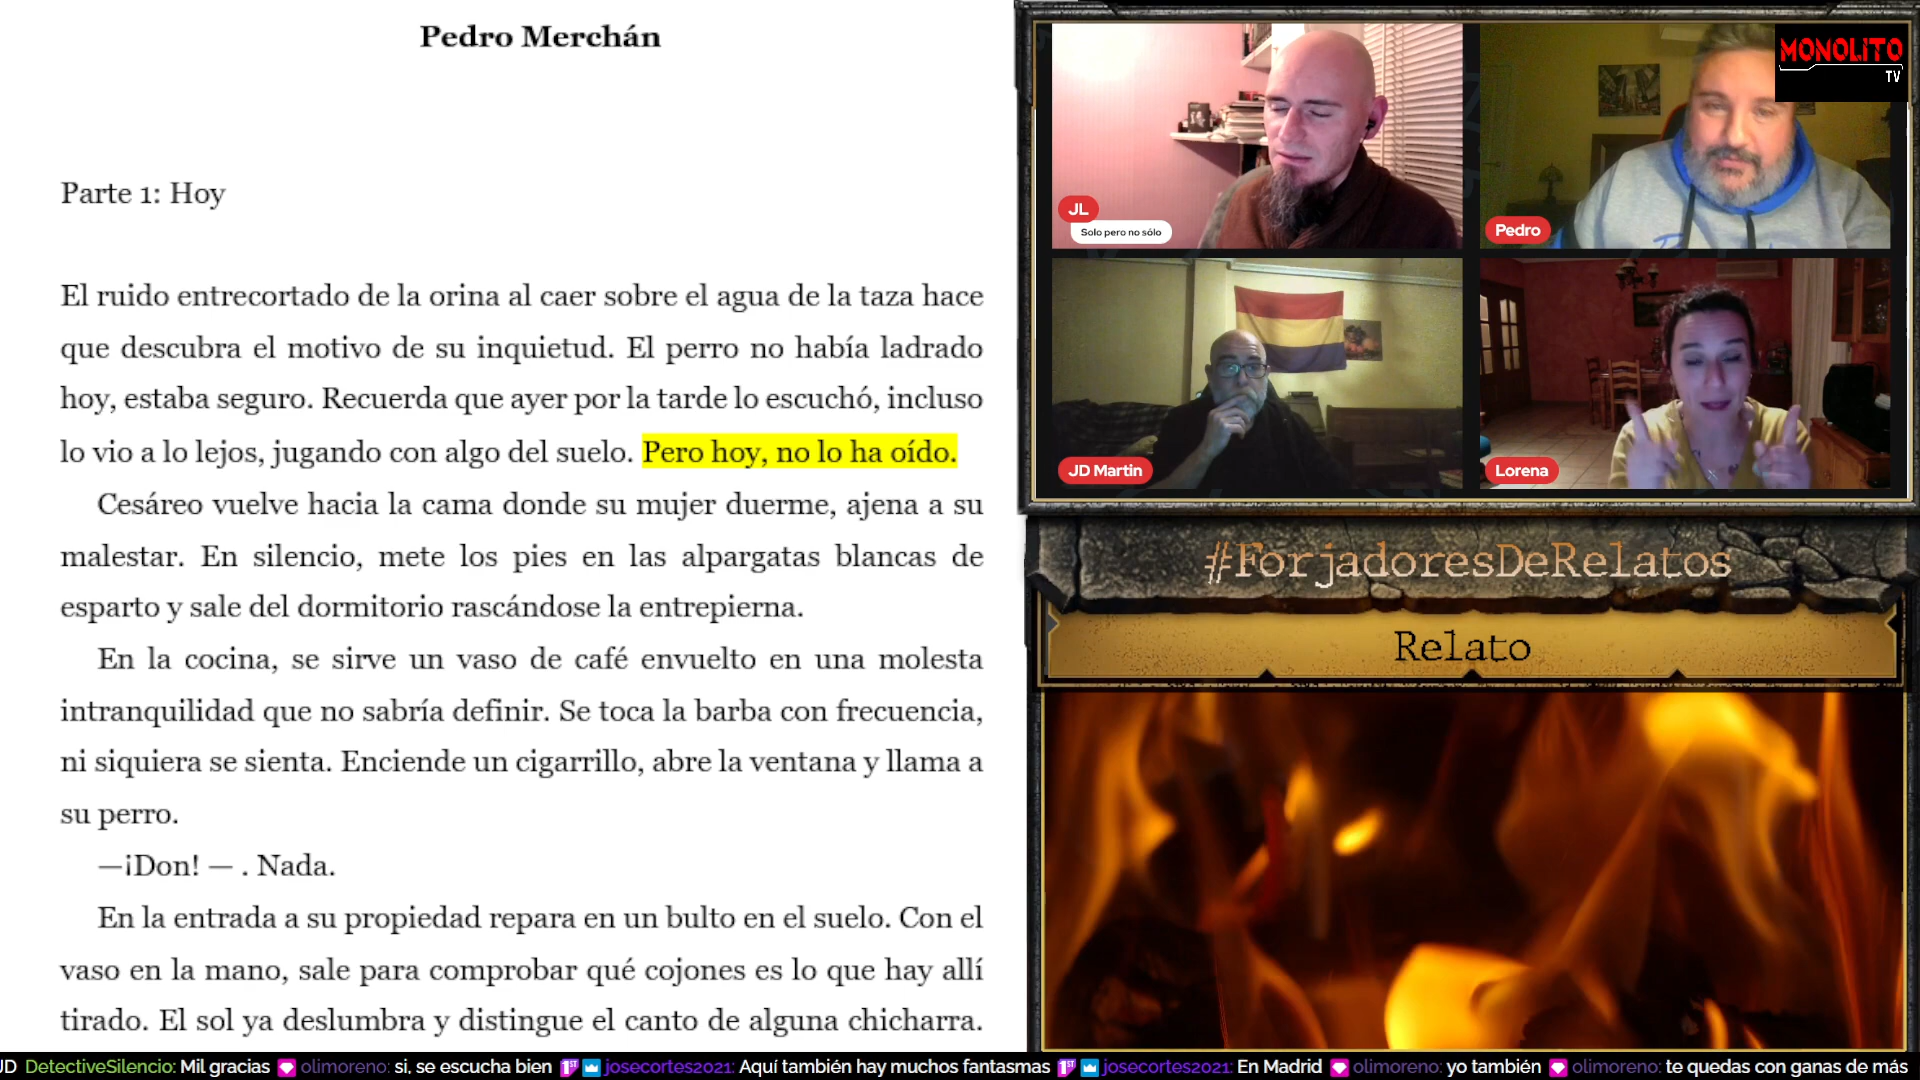 Pedro Merchán
Parte 1: Hoy
El ruido entrecortado de la orina al caer sobre el agua de la taza hace
que descubra el motivo de su inquietud. El perro no había ladrado
hoy, estaba seguro. Recuerda que ayer por la tarde lo escuchó, incluso
lo vio a lo lejos, jugando con algo del suelo. Pero hoy, no lo ha oído.
Cesáreo vuelve hacia la cama donde su mujer duerme, ajena a su
malestar. En silencio, mete los pies en las alpargatas blancas de
esparto y sale del dormitorio rascándose la entrepierna.
En la cocina, se sirve un vaso de café envuelto en una molesta
intranquilidad que no sabría definir. Se toca la barba con frecuencia,
ni siquiera se sienta. Enciende un cigarrillo, abre la ventana y llama a
su perro.
—¡Don! — . Nada.
En la entrada a su propiedad repara en un bulto en el suelo. Con el
vaso en la mano, sale para comprobar qué cojones es lo que hay allí
tirado. El sol ya deslumbra y distingue el canto de alguna chicharra.
MONOLITO
TV
JL
Solo pero no sólo
Pedro
JD Martin
Lorena
#ForjadoresDeRelatos
Relato
JD DetectiveSilencio: Mil gracias olimoreno: si, se escucha bien 1ST josecortes2021: Aquí también hay muchos fantasmas 1ST josecortes2021: En Madrid olimoreno: yo también olimoreno: te quedas con ganas de más